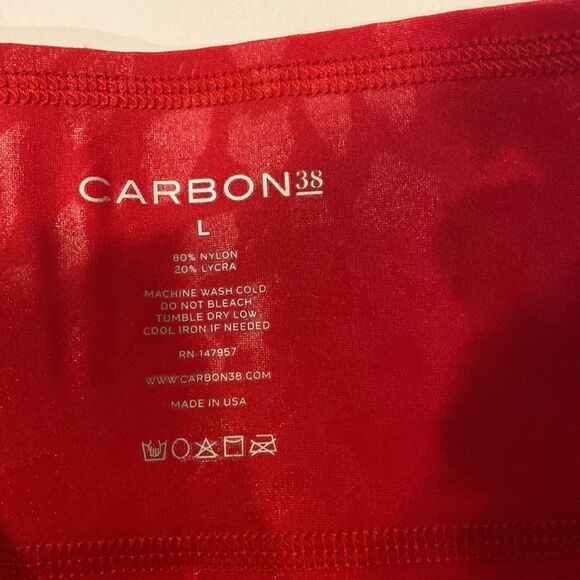 CARBON38
L
80% NYLON
20% LYCRA
MACHINE WASH COLD
DO NOT BLEACH
TUMBLE DRY LOW
COOL IRON IF NEEDED
RN-147957
WWW.CARBON38.COM
MADE IN USA